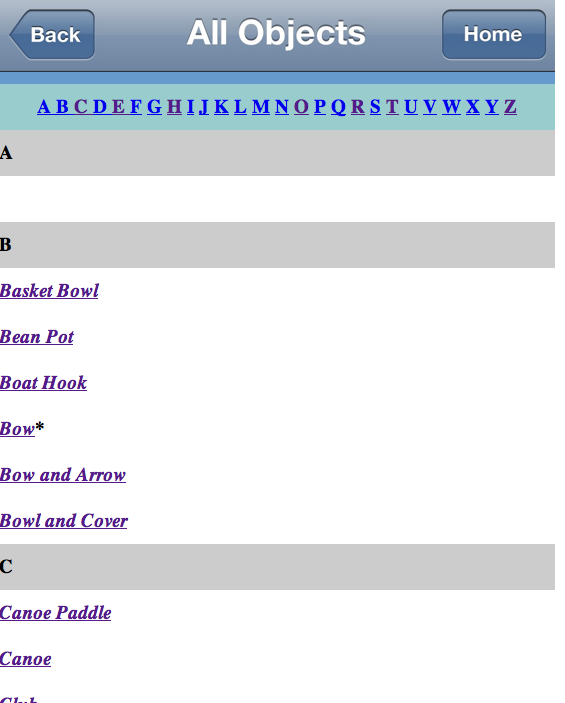 Back All Objects Home
A B C D E F G H I J K L M N O P Q R S T U V W X Y Z
A
B
Basket Bowl
Bean Pot
Boat Hook
Bow*
Bow and Arrow
Bowl and Cover
C
Canoe Paddle
Canoe